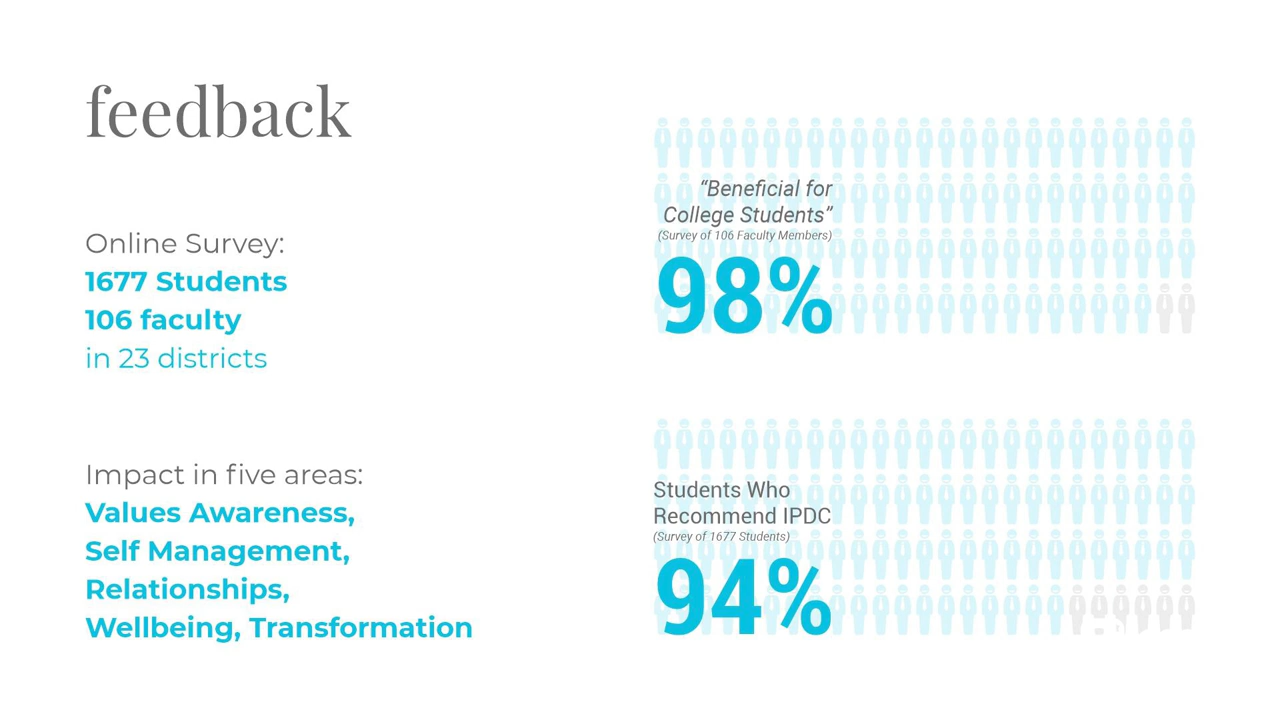 feedback
Online Survey:
1677 Students
106 faculty
in 23 districts
Impact in five areas:
Values Awareness,
Self Management,
Relationships,
Wellbeing, Transformation
“Beneficial for
College Students”
(Survey of 106 Faculty Members)
98%
Students Who
Recommend IPDC
(Survey of 1677 Students)
94%